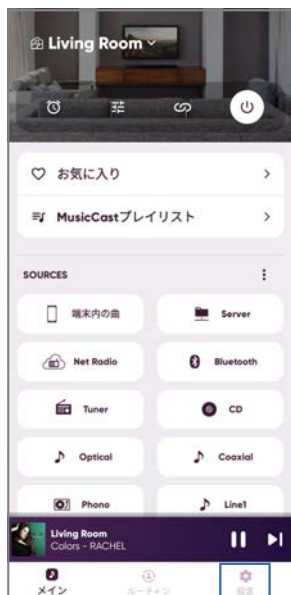 Living Room
お気に入り
MusicCastプレイリスト
SOURCES
端末内の曲
Server
Net Radio
Bluetooth
Tuner
CD
Optical
Coaxial
Phono
Line1
Living Room
Colors - RACHEL
メイン
ルーティン
設定